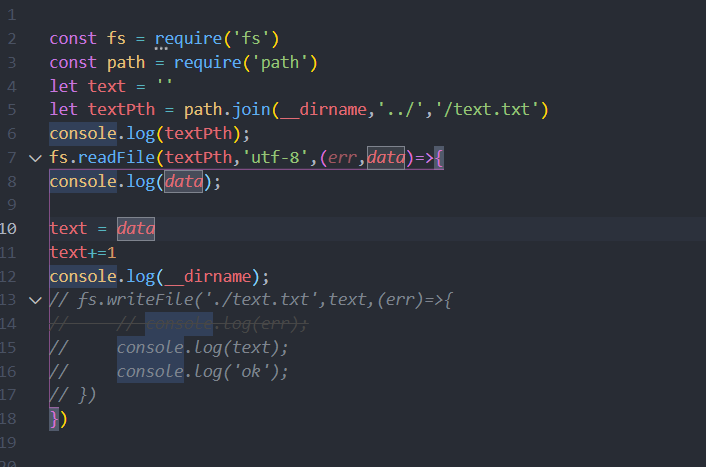 1
2 const fs = require('fs')
3 const path = require('path')
4 let text = ''
5 let textPth = path.join(__dirname,'../','/text.txt')
6 console.log(textPth);
7 fs.readFile(textPth,'utf-8',(err,data)=>{
8 console.log(data);
9
10 text = data
11 text+=1
12 console.log(__dirname);
13 // fs.writeFile('./text.txt',text,(err)=>{
14 //     // console.log(err);
15 //     console.log(text);
16 //     console.log('ok');
17 // })
18 })
19
20